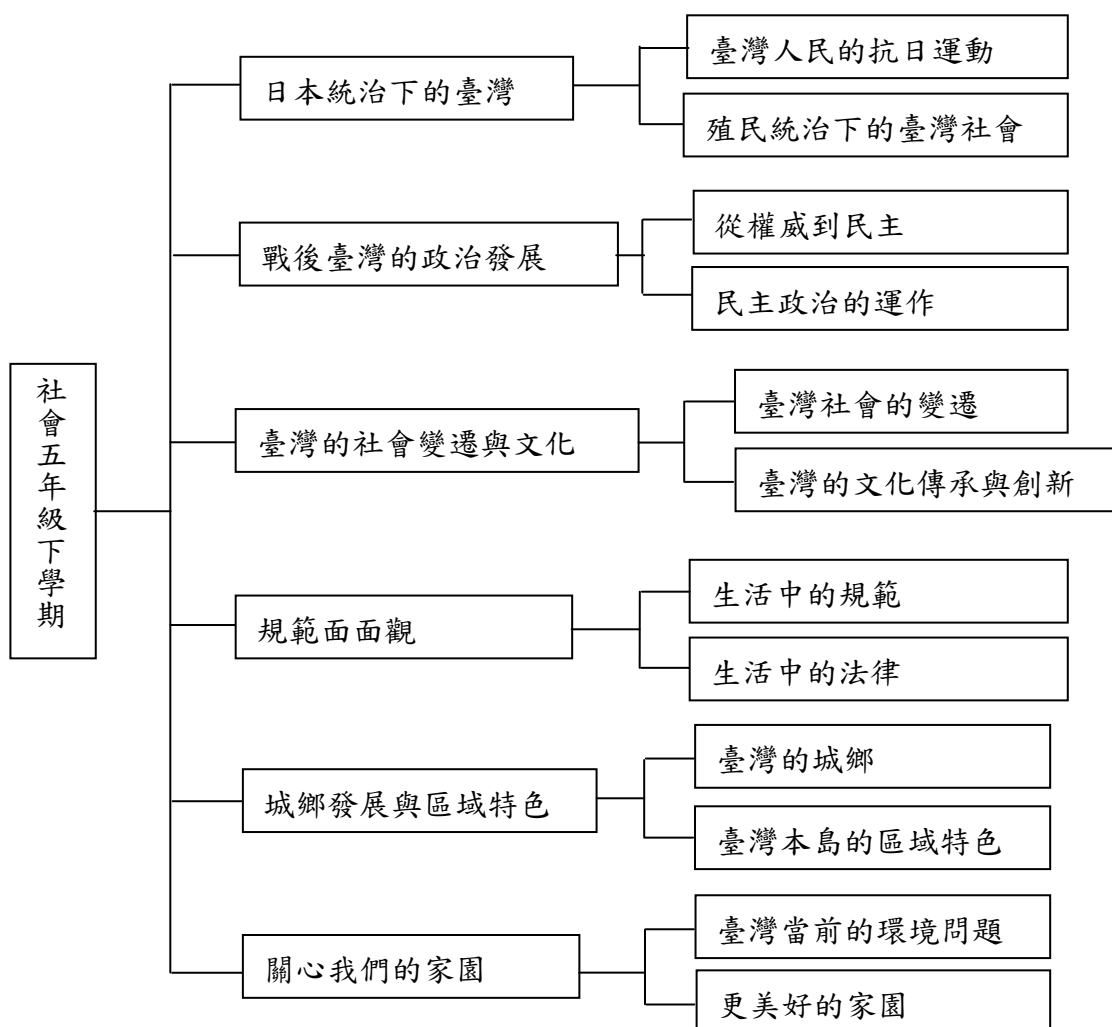 社會五年級下學期
日本統治下的臺灣
臺灣人民的抗日運動
殖民統治下的臺灣社會
戰後臺灣的政治發展
從權威到民主
民主政治的運作
臺灣的社會變遷與文化
臺灣社會的變遷
臺灣的文化傳承與創新
規範面面觀
生活中的規範
生活中的法律
城鄉發展與區域特色
臺灣的城鄉
臺灣本島的區域特色
關心我們的家園
臺灣當前的環境問題
更美好的家園